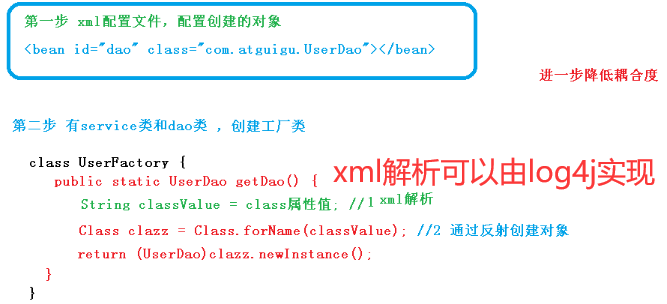 第一步 xml配置文件，配置创建的对象
<bean id="dao" class="com.atguigu.UserDao"></bean>
进一步降低耦合度
第二步 有service类和dao类 ，创建工厂类
class UserFactory {
public static UserDao getDao() {
xml解析可以由log4j实现
String classValue = class属性值; //1 xml解析
Class clazz = Class.forName(classValue); //2 通过反射创建对象
return (UserDao)clazz.newInstance();
}
}